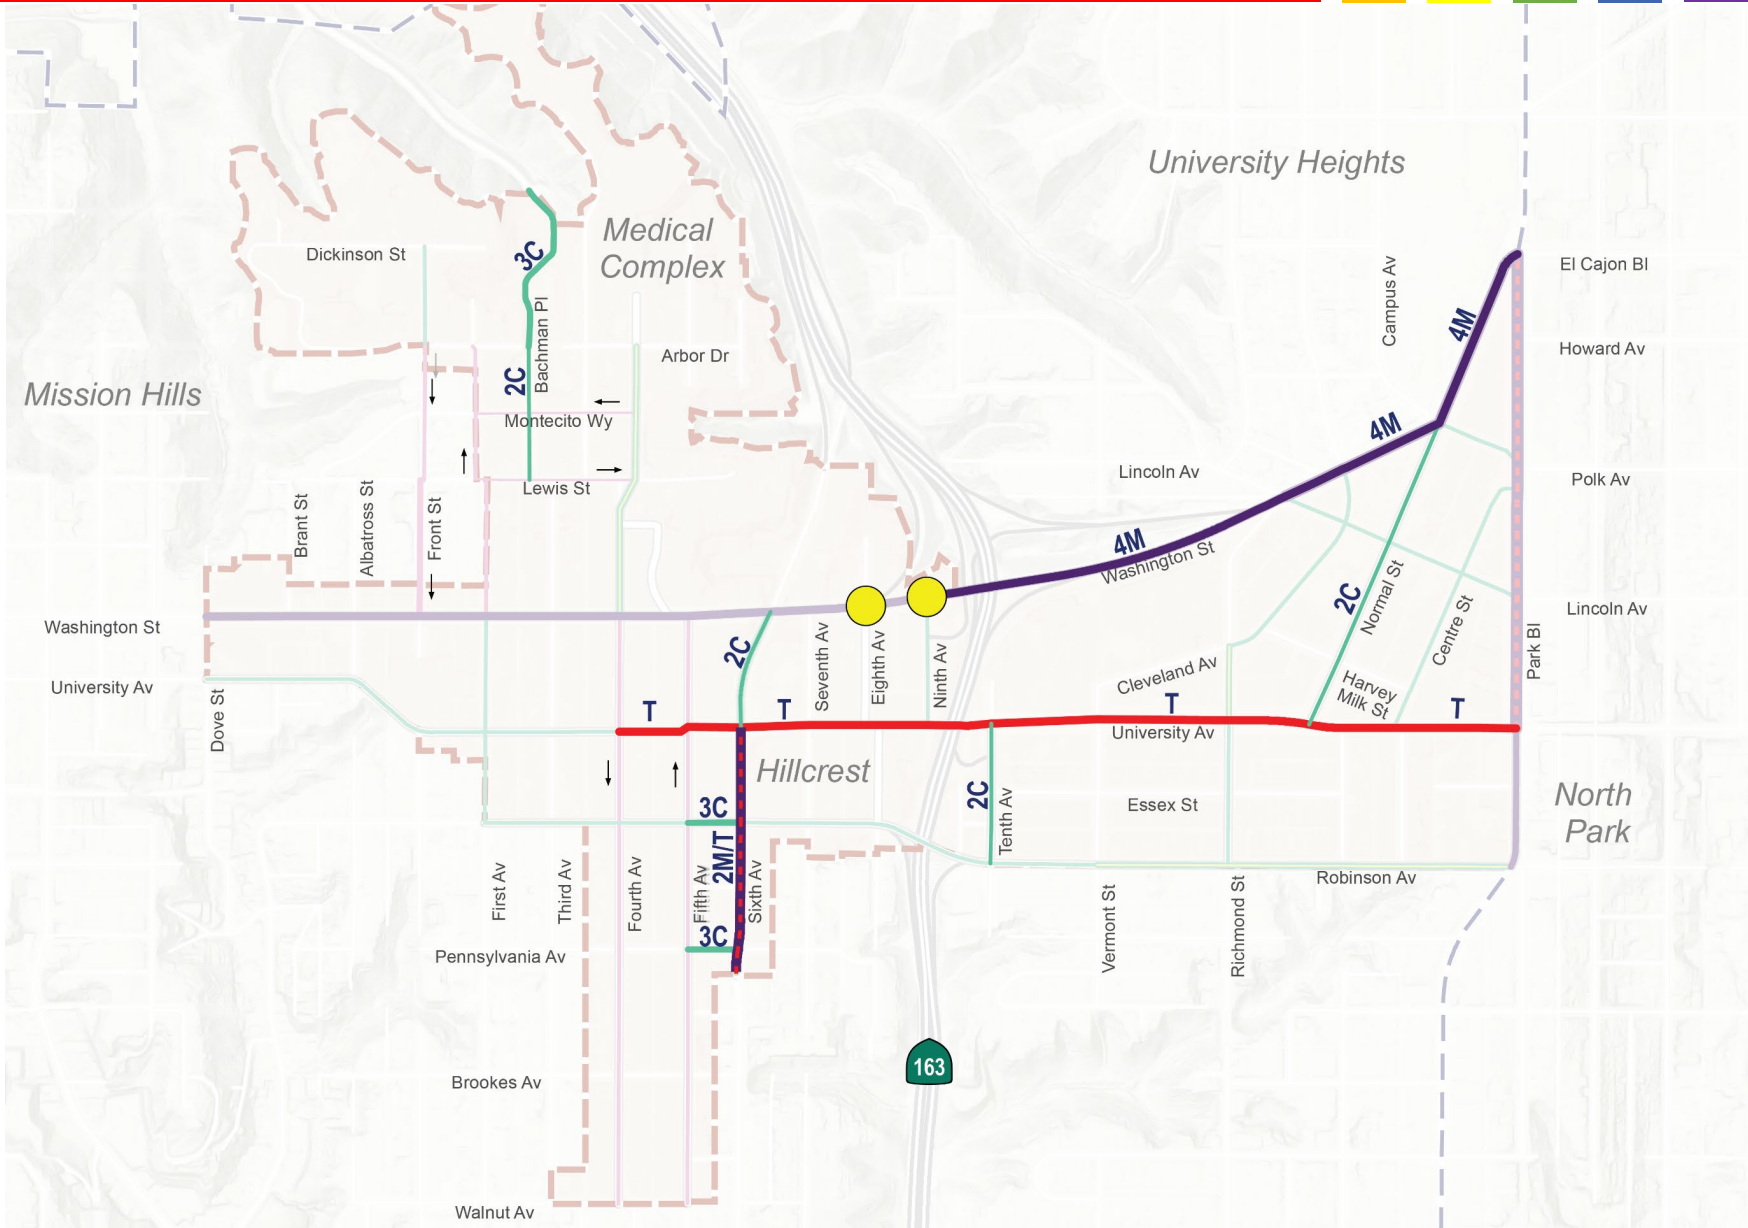 University Heights
Medical
Complex
Dickinson St
3C
El Cajon Bl
Campus Av
4M
Bachman Pl
Arbor Dr
Howard Av
Mission Hills
2C
Montecito Wy
4M
Lincoln Av
Polk Av
Lewis St
Brant St
Albatross St
Front St
4M
Washington St
2C
Normal St
Centre St
Lincoln Av
Washington St
2C
Seventh Av
Eighth Av
Ninth Av
Park Bl
University Av
Cleveland Av
Harvey
Milk St
Dove St
T
T
T
T
University Av
Hillcrest
3C
2C
Tenth Av
Essex St
North
Park
2M/T
First Av
Third Av
Fourth Av
Fifth Av
Sixth Av
Robinson Av
Vermont St
Richmond St
3C
Pennsylvania Av
163
Brookes Av
Walnut Av